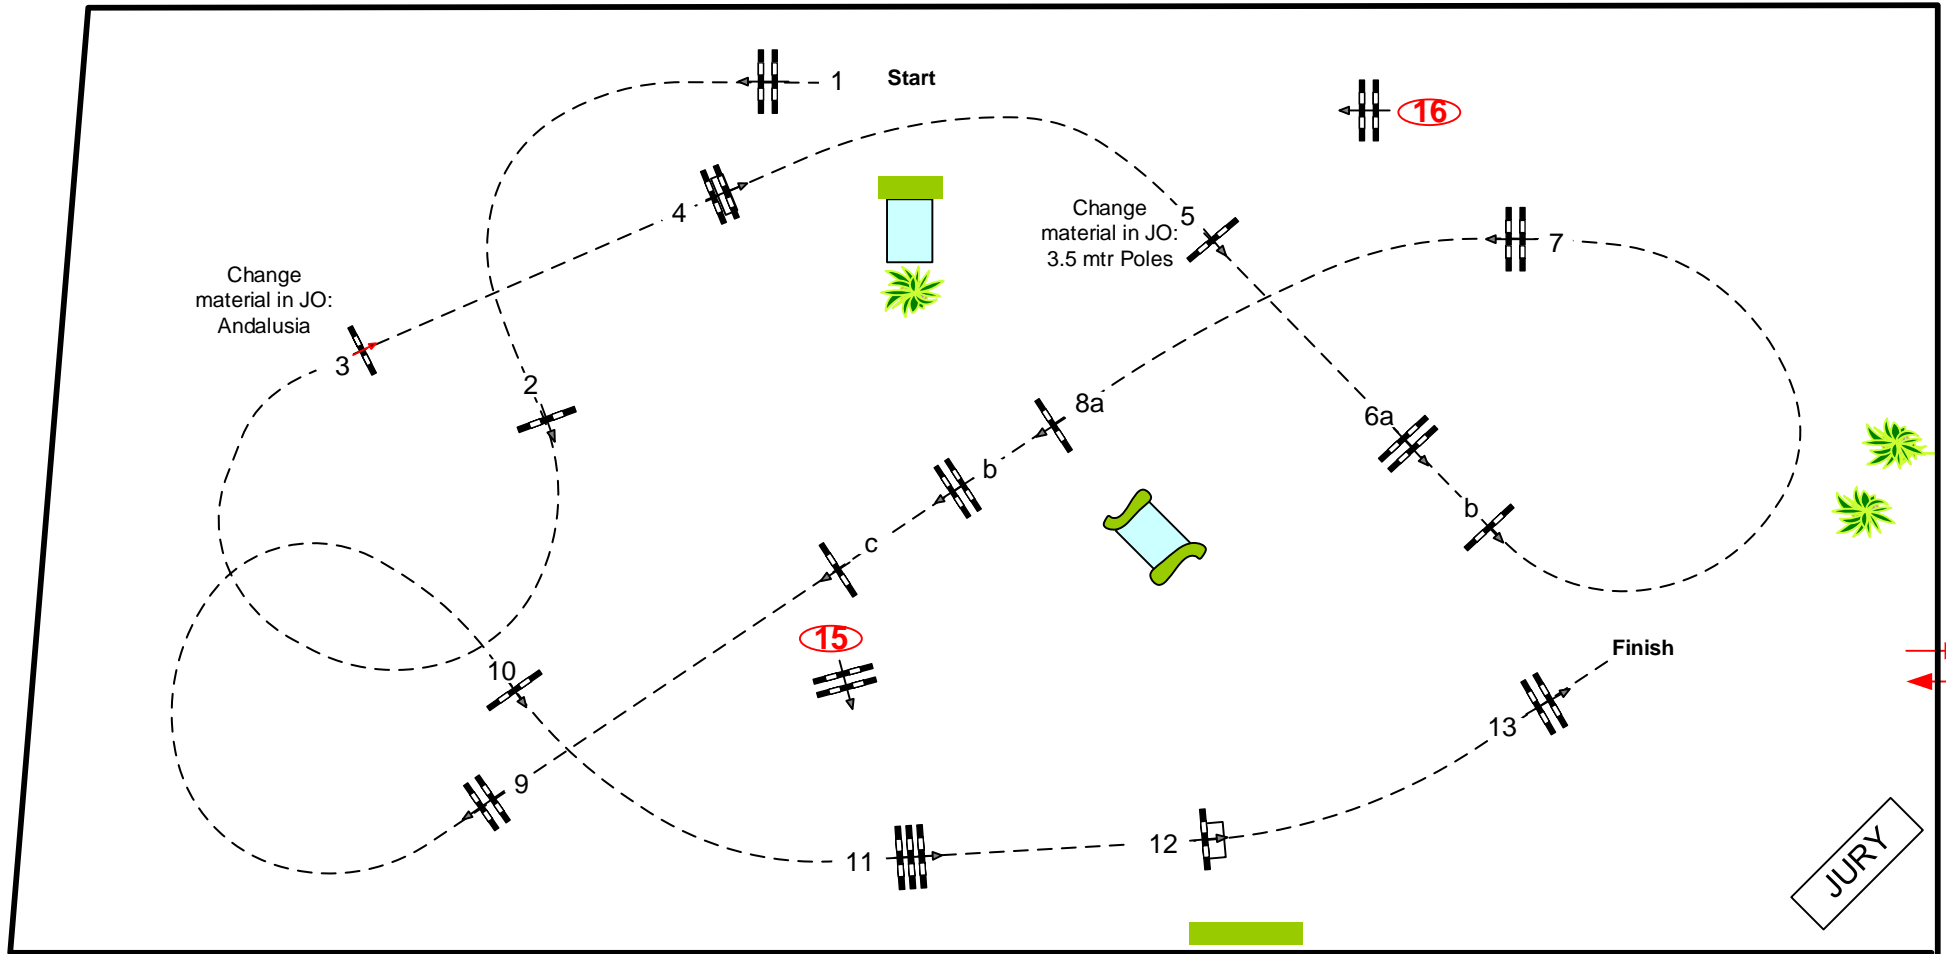 1
Start
16
4
Change
material in JO:
3.5 mtr Poles
5
7
Change
material in JO:
Andalusia
3
2
8a
6a
b
b
c
15
Finish
10
13
9
11
12
JURY